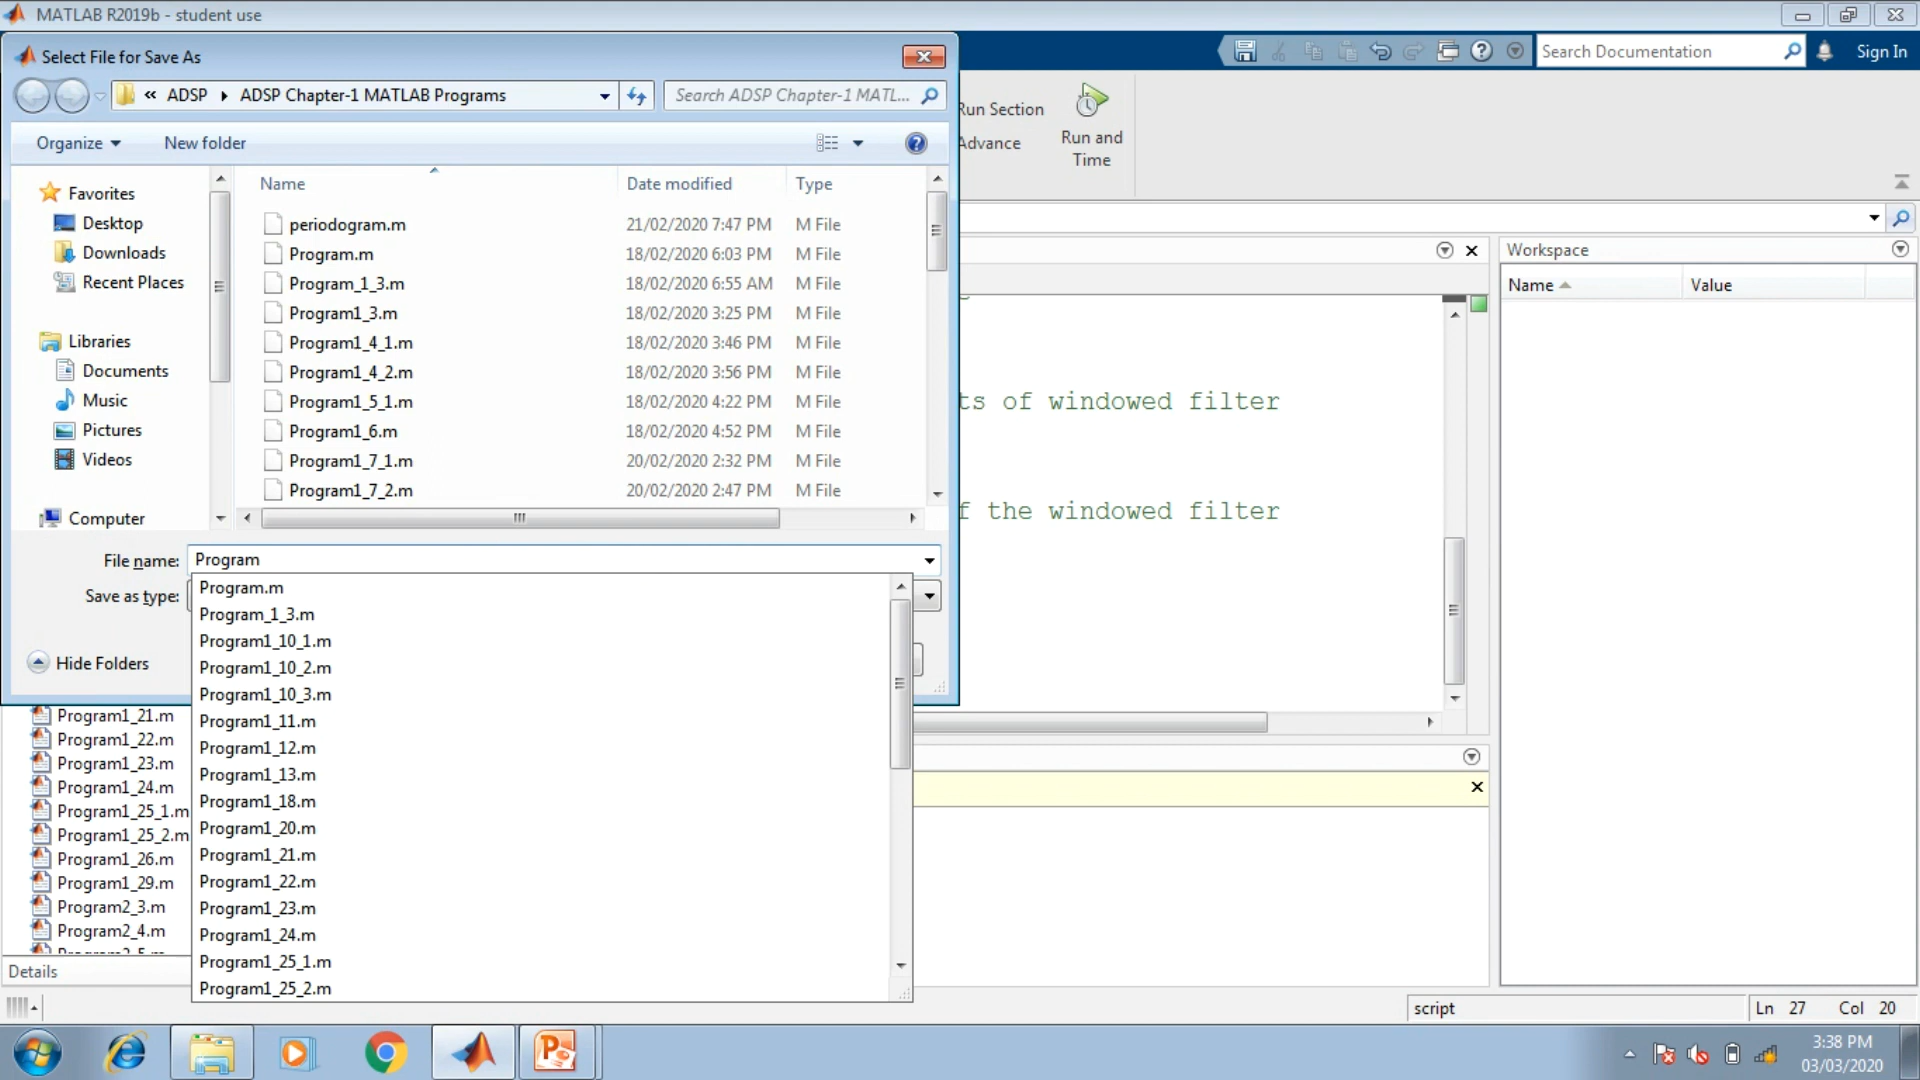 MATLAB R2019b - student use
Select File for Save As
« ADSP ▸ ADSP Chapter-1 MATLAB Programs
Search ADSP Chapter-1 MATL...
Organize
New folder
Name
Date modified
Type
Favorites
Desktop
Downloads
Recent Places
Libraries
Documents
Music
Pictures
Videos
Computer
periodogram.m 21/02/2020 7:47 PM M File
Program.m 18/02/2020 6:03 PM M File
Program_1_3.m 18/02/2020 6:55 AM M File
Program1_3.m 18/02/2020 3:25 PM M File
Program1_4_1.m 18/02/2020 3:46 PM M File
Program1_4_2.m 18/02/2020 3:56 PM M File
Program1_5_1.m 18/02/2020 4:22 PM M File
Program1_6.m 18/02/2020 4:52 PM M File
Program1_7_1.m 20/02/2020 2:32 PM M File
Program1_7_2.m 20/02/2020 2:47 PM M File
File name: Program
Save as type:
Hide Folders
Program.m
Program_1_3.m
Program1_10_1.m
Program1_10_2.m
Program1_10_3.m
Program1_11.m
Program1_12.m
Program1_13.m
Program1_18.m
Program1_20.m
Program1_21.m
Program1_22.m
Program1_23.m
Program1_24.m
Program1_25_1.m
Program1_25_2.m
Program1_21.m
Program1_22.m
Program1_23.m
Program1_24.m
Program1_25_1.m
Program1_25_2.m
Program1_26.m
Program1_29.m
Program2_3.m
Program2_4.m
Details
Search Documentation
Sign In
Run Section
Advance
Run and
Time
ts of windowed filter
f the windowed filter
Workspace
Name
Value
script
Ln 27 Col 20
3:38 PM
03/03/2020